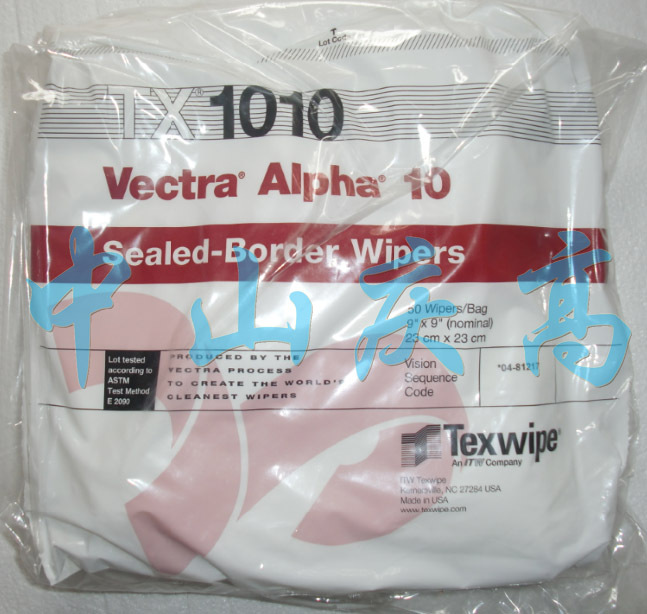 Lot Code
TX® 1010
Vectra® Alpha® 10
Sealed-Border Wipers
中山庆高
50 Wipers/Bag
9" x 9" (nominal)
23 cm x 23 cm
Lot tested
according to
ASTM
Test Method
E 2090
PRODUCED BY THE
VECTRA PROCESS
TO CREATE THE WORLD'S
CLEANEST WIPERS
Vision
Sequence
Code
*04-81217
Texwipe®
An ITW Company
ITW Texwipe
Kernersville, NC 27284 USA
Made in USA
www.texwipe.com